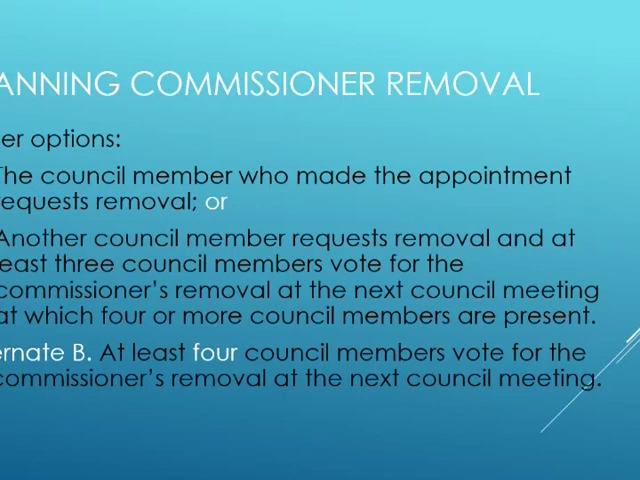 ANNING COMMISSIONER REMOVAL
er options:
The council member who made the appointment
equests removal; or
Another council member requests removal and at
east three council members vote for the
commissioner’s removal at the next council meeting
at which four or more council members are present.
ernate B. At least four council members vote for the
commissioner’s removal at the next council meeting.